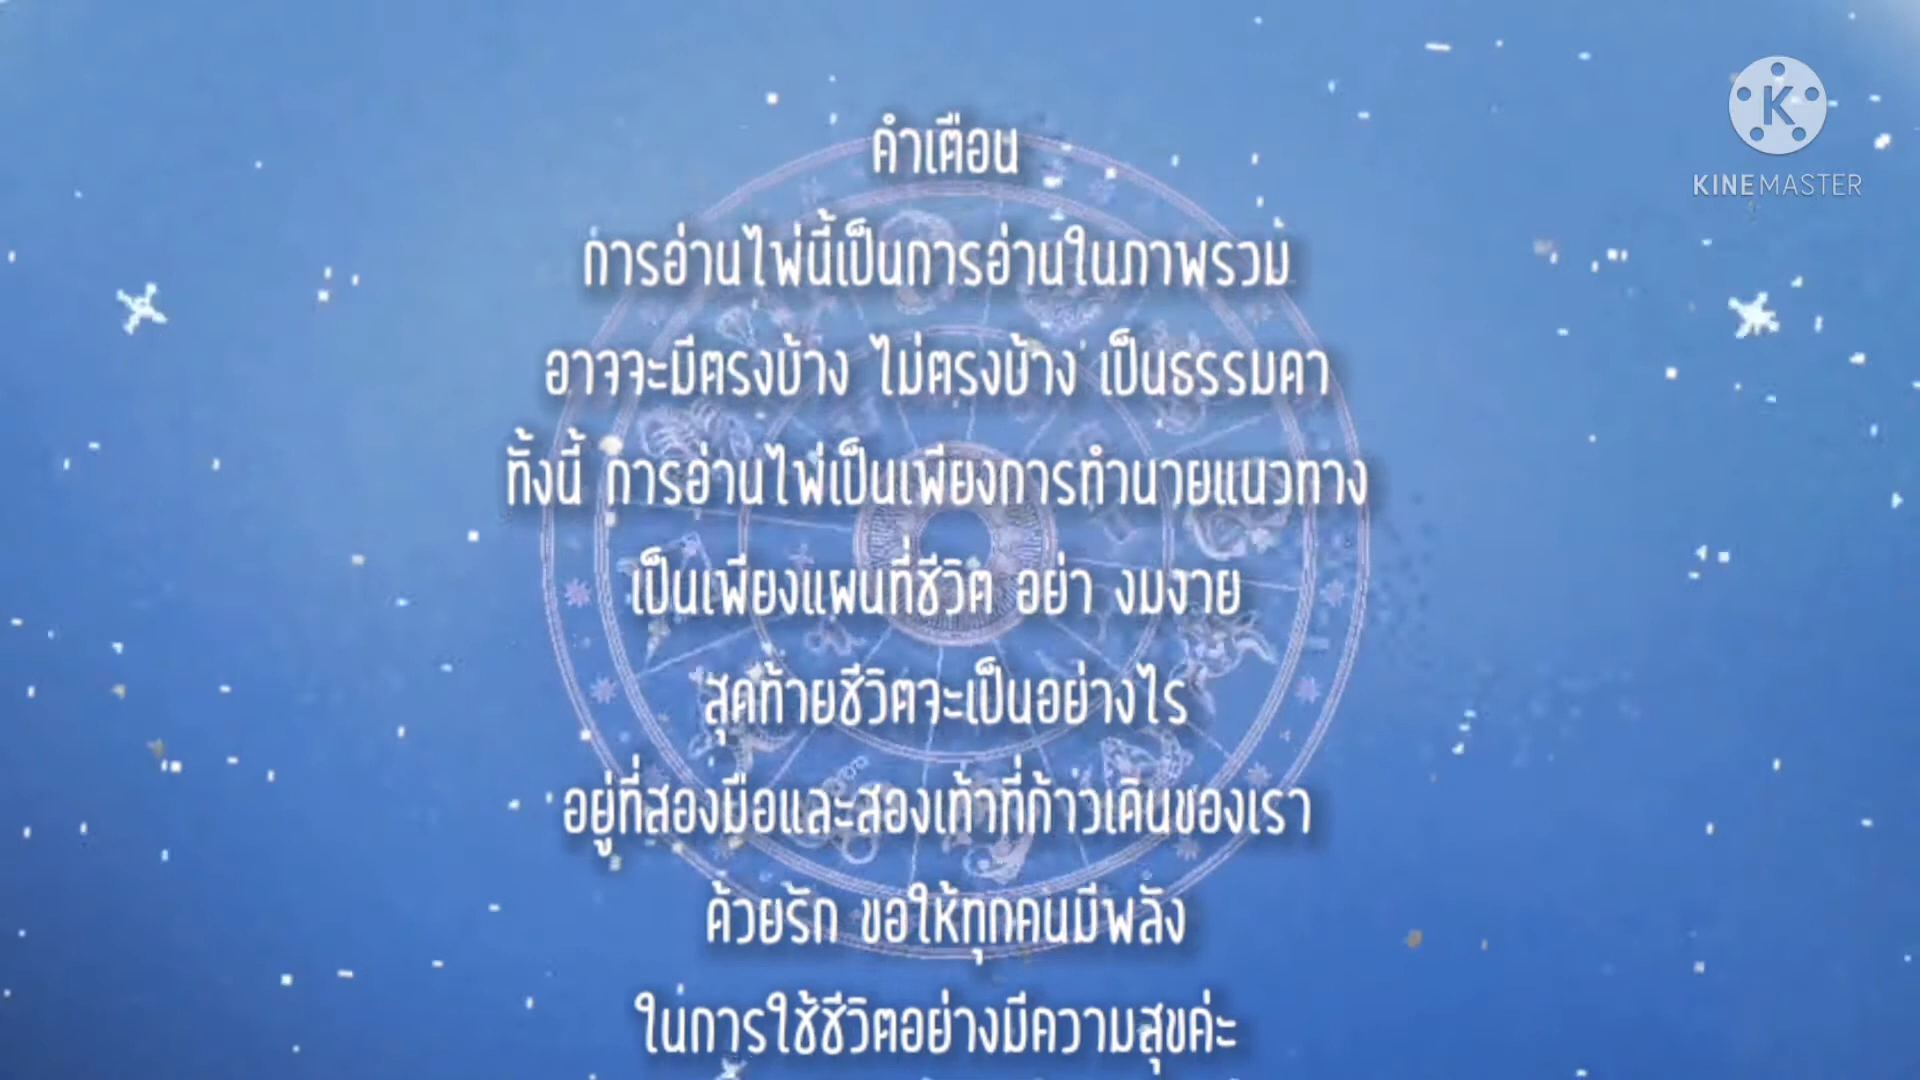 คำเตือน
การอ่านไพ่นี้เป็นการอ่านในภาพรวม
อาจจะมีตรงบ้าง ไม่ตรงบ้าง เป็นธรรมดา
ทั้งนี้ การอ่านไพ่เป็นเพียงการทำนายแนวทาง
เป็นเพียงแผนที่ชีวิต อย่า งมงาย
สุดท้ายชีวิตจะเป็นอย่างไร
อยู่ที่สองมือและสองเท้าที่ก้าวเดินของเรา
ด้วยรัก ขอให้ทุกคนมีพลัง
ในการใช้ชีวิตอย่างมีความสุขค่ะ
K
KINEMASTER